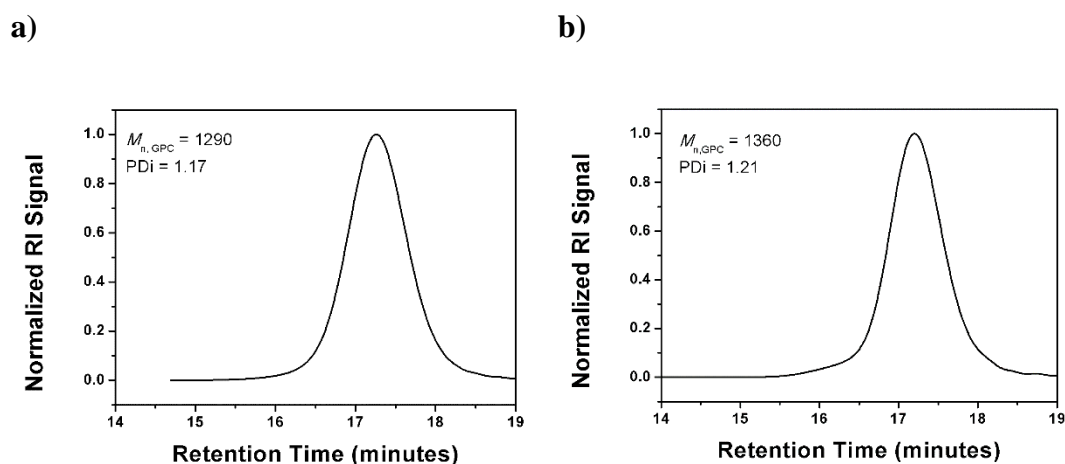 a)
M n, GPC = 1290
PDi = 1.17
1.0
0.8
0.6
0.4
0.2
0.0
14 15 16 17 18 19
Normalized RI Signal
Retention Time (minutes)
b)
M n,GPC = 1360
PDi = 1.21
1.0
0.8
0.6
0.4
0.2
0.0
14 15 16 17 18 19
Normalized RI Signal
Retention Time (minutes)